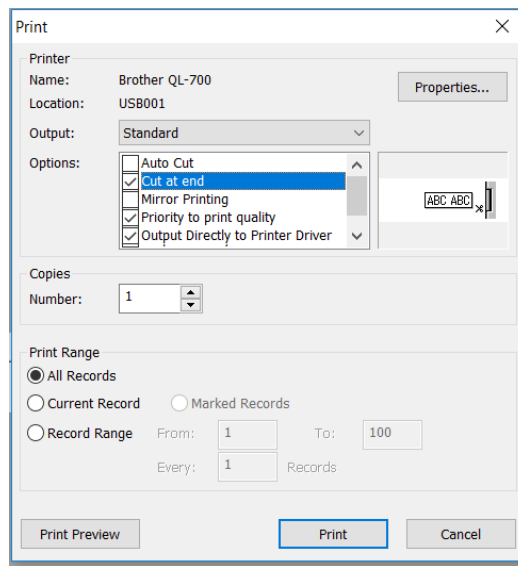 Print
Printer
Name: Brother QL-700
Properties...
Location: USB001
Output: Standard
Options: Auto Cut
Cut at end
Mirror Printing
Priority to print quality
Output Directly to Printer Driver
ABC ABC
Copies
Number: 1
Print Range
All Records
Current Record Marked Records
Record Range From: 1 To: 100
Every: 1 Records
Print Preview Print Cancel